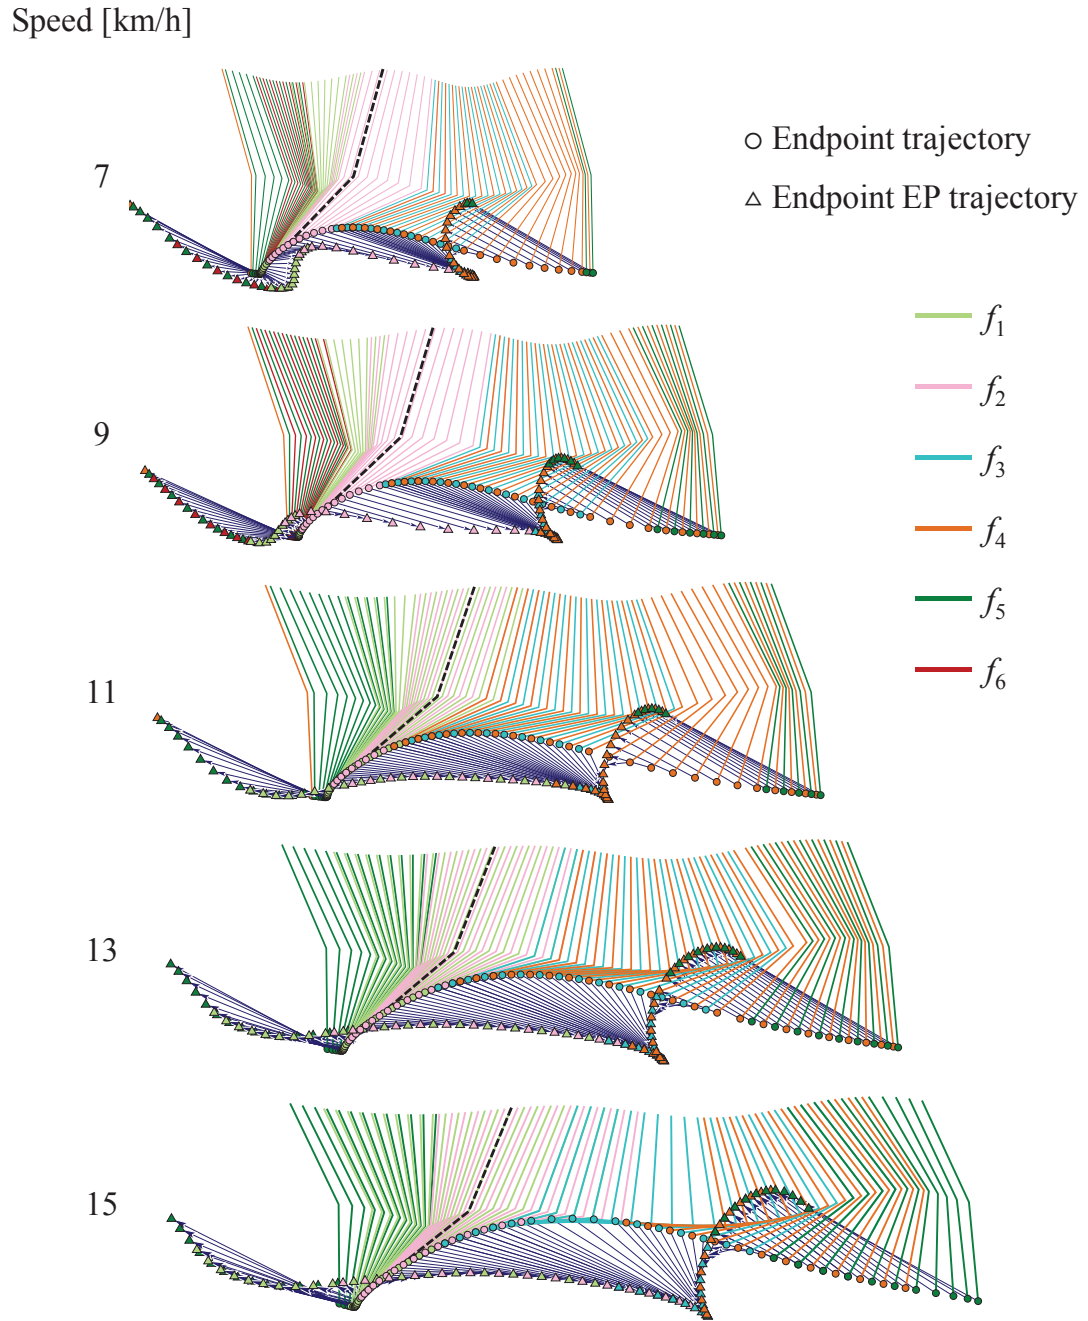 Speed [km/h]
Endpoint trajectory
7
Endpoint EP trajectory
f1
f2
9
f3
f4
f5
f6
11
13
15